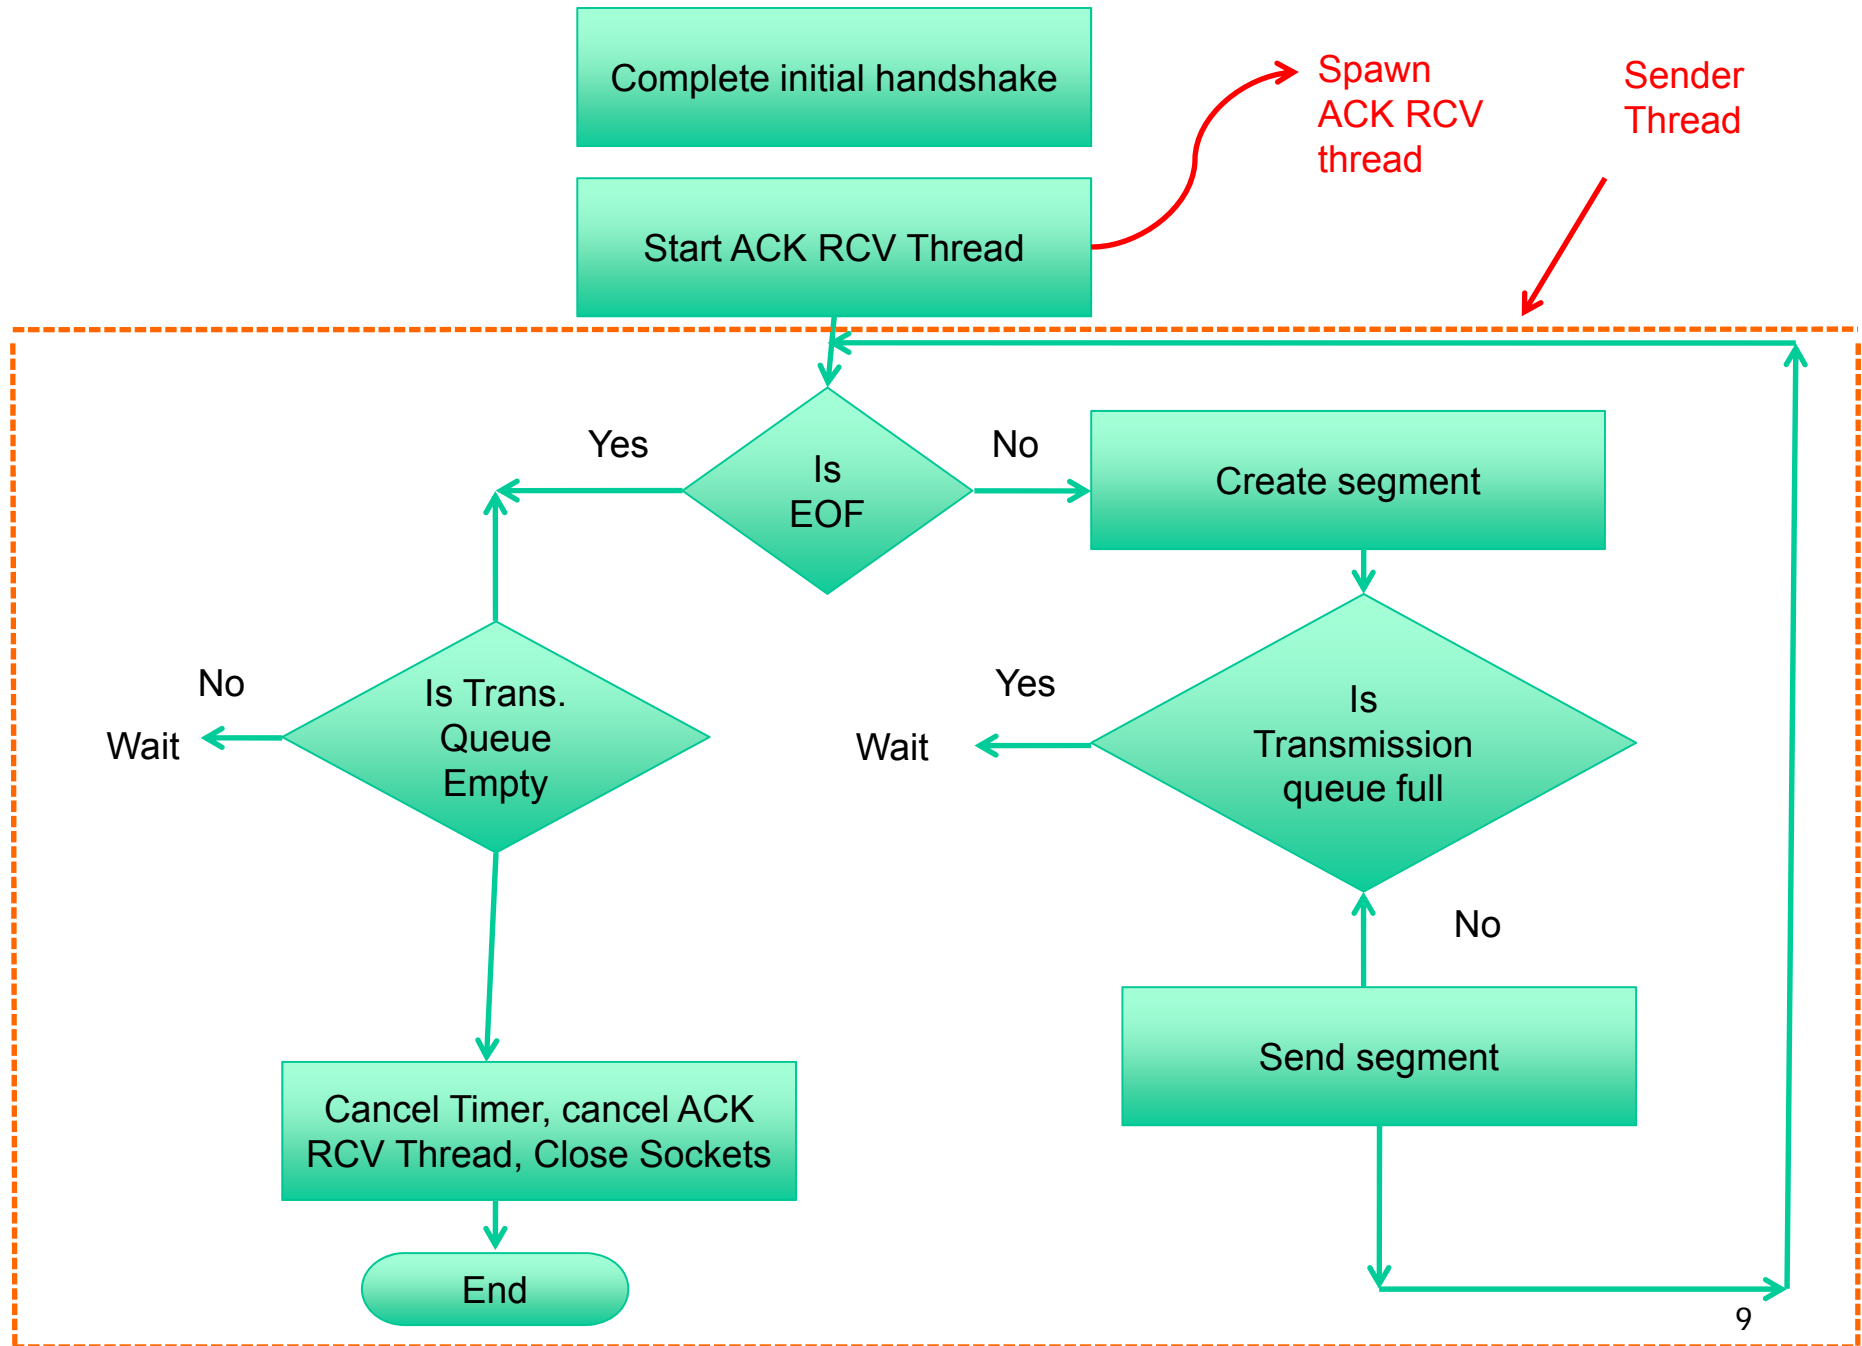 Complete initial handshake
Spawn
ACK RCV
thread
Sender
Thread
Start ACK RCV Thread
Yes
Is
EOF
No
Create segment
No
Wait
Is Trans.
Queue
Empty
Yes
Wait
Is
Transmission
queue full
No
Send segment
Cancel Timer, cancel ACK
RCV Thread, Close Sockets
End
9